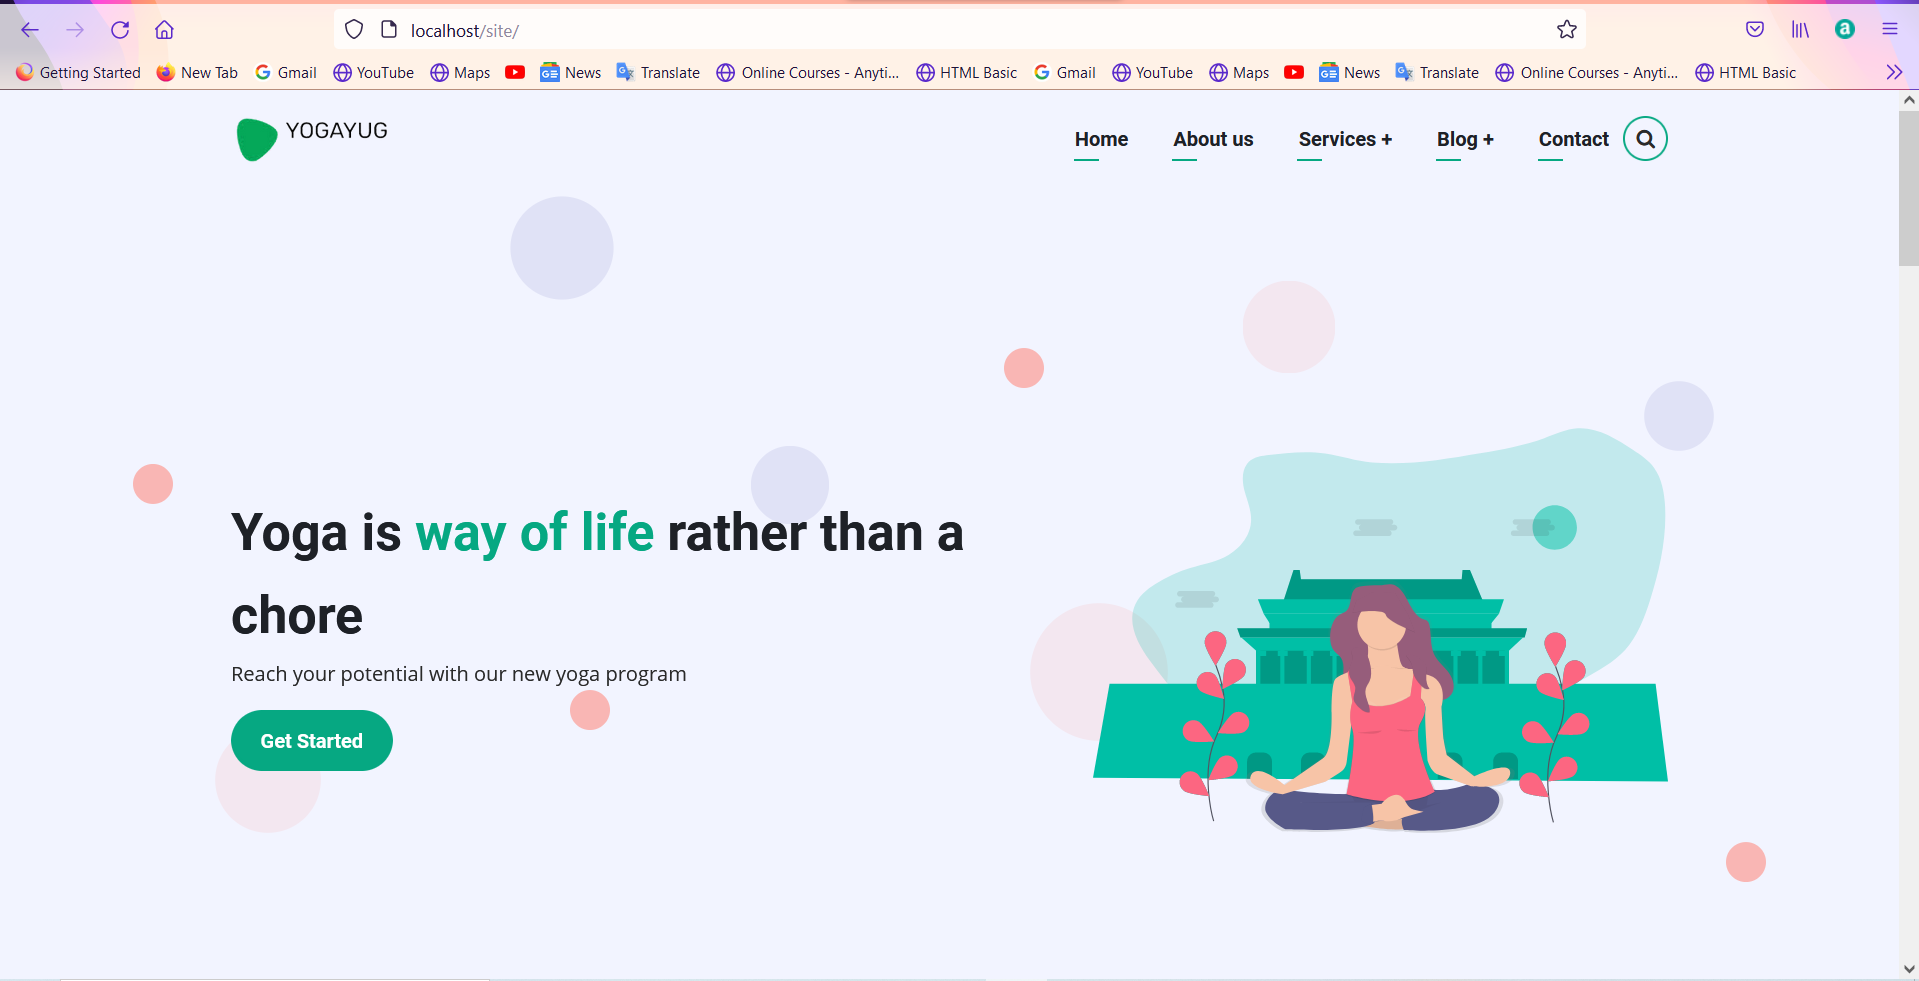 localhost/site/
Getting Started New Tab Gmail YouTube Maps News Translate Online Courses - Anyti... HTML Basic Gmail YouTube Maps News Translate Online Courses - Anyti... HTML Basic
YOGAYUG
Home About us Services + Blog + Contact
Yoga is way of life rather than a
chore
Reach your potential with our new yoga program
Get Started